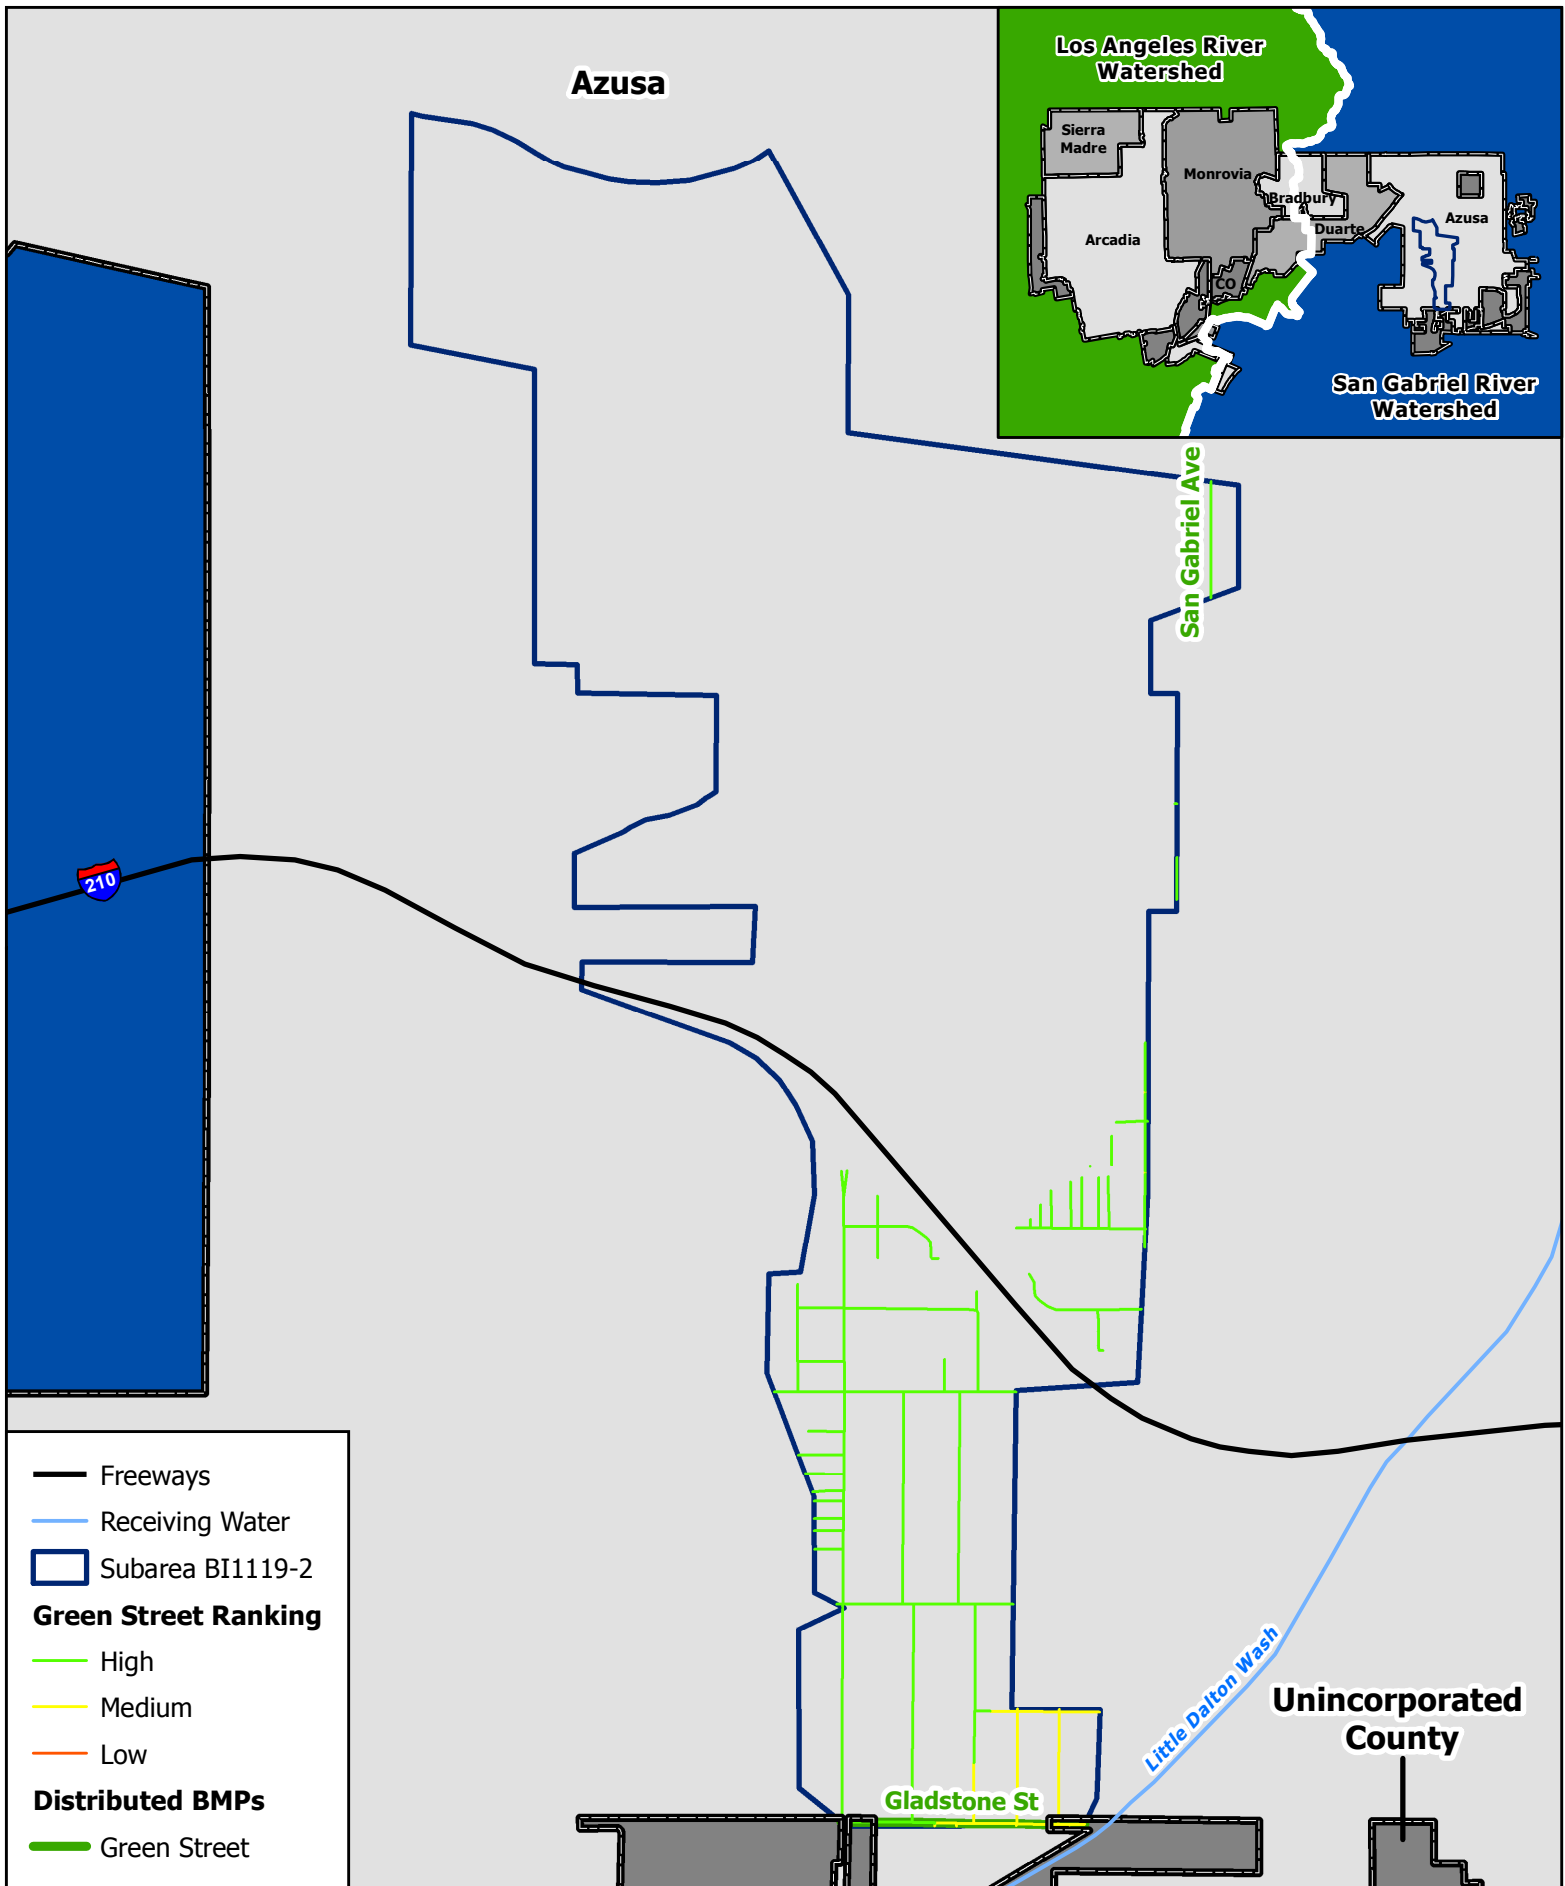 Azusa
Los Angeles River
Watershed
Sierra
Madre
Monrovia
Bradbury
Azusa
Duarte
Arcadia
CO
San Gabriel River
Watershed
San Gabriel Ave
210
Freeways
Receiving Water
Subarea BI1119-2
Green Street Ranking
High
Medium
Low
Distributed BMPs
Green Street
Little Dalton Wash
Unincorporated
County
Gladstone St